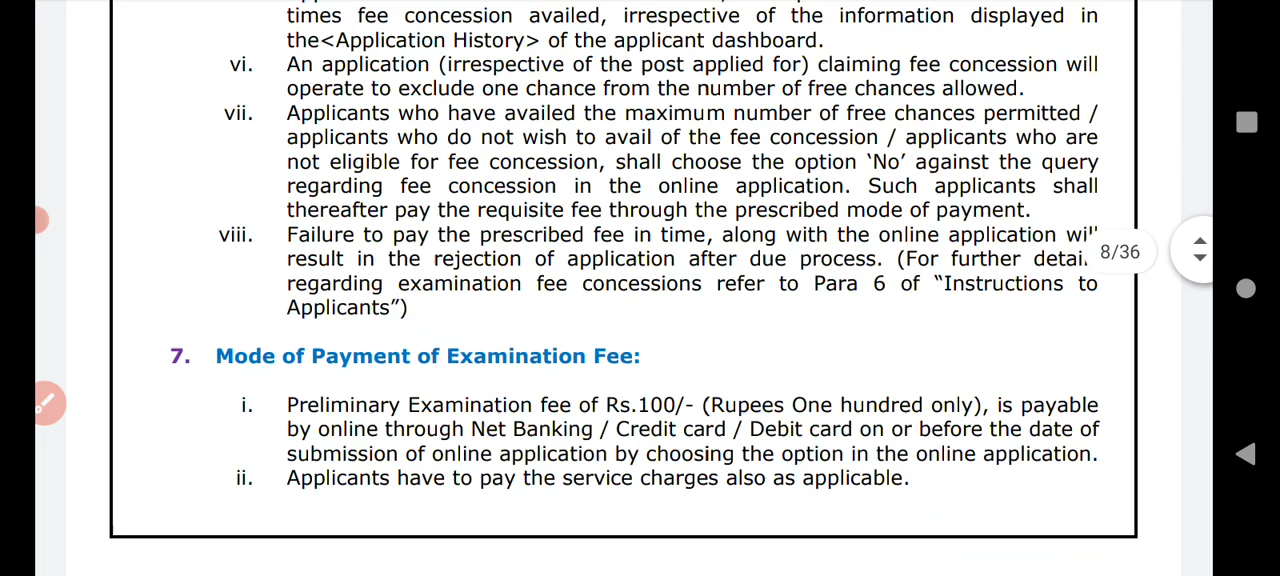 times fee concession availed, irrespective of the information displayed in
the<Application History> of the applicant dashboard.
vi. An application (irrespective of the post applied for) claiming fee concession will
operate to exclude one chance from the number of free chances allowed.
vii. Applicants who have availed the maximum number of free chances permitted /
applicants who do not wish to avail of the fee concession / applicants who are
not eligible for fee concession, shall choose the option ‘No’ against the query
regarding fee concession in the online application. Such applicants shall
thereafter pay the requisite fee through the prescribed mode of payment.
viii. Failure to pay the prescribed fee in time, along with the online application will
result in the rejection of application after due process. (For further detail
regarding examination fee concessions refer to Para 6 of “Instructions to
Applicants”)
8/36
7. Mode of Payment of Examination Fee:
i. Preliminary Examination fee of Rs.100/- (Rupees One hundred only), is payable
by online through Net Banking / Credit card / Debit card on or before the date of
submission of online application by choosing the option in the online application.
ii. Applicants have to pay the service charges also as applicable.